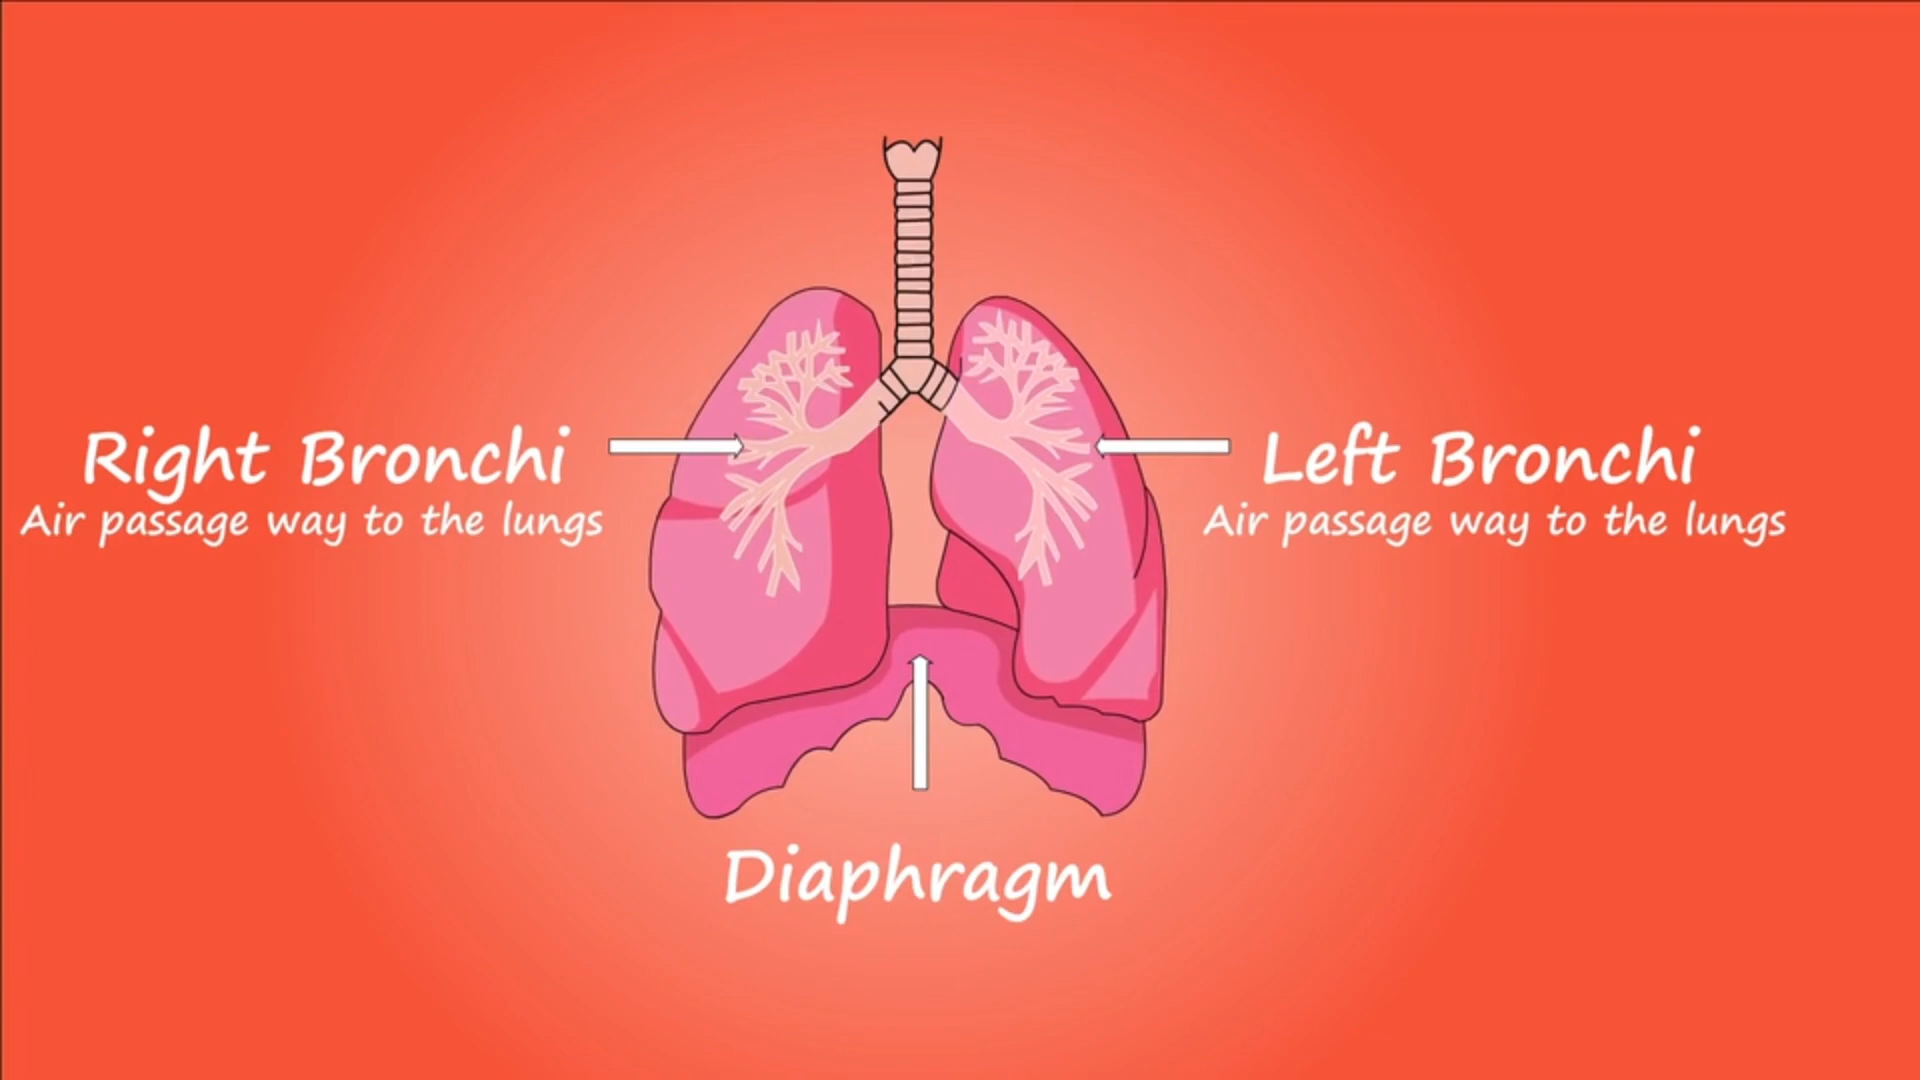 Right Bronchi
Air passage way to the lungs
Left Bronchi
Air passage way to the lungs
Diaphragm